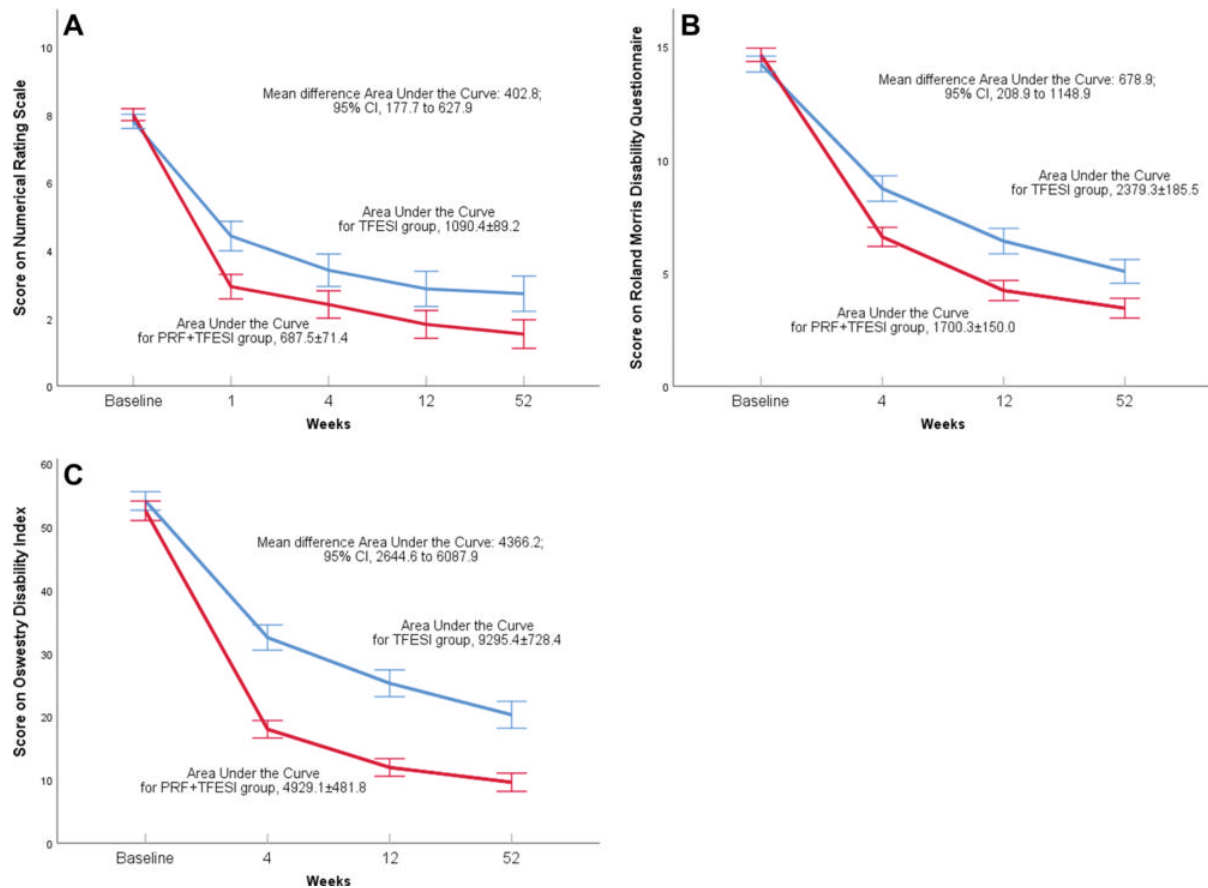 A
Score on Numerical Rating Scale
10
8
6
4
2
0
Mean difference Area Under the Curve: 402.8;
95% CI, 177.7 to 627.9
Area Under the Curve
for TFESI group, 1090.4±89.2
Area Under the Curve
for PRF+TFESI group, 687.5±71.4
Baseline 1 4 12 52
Weeks
B
Score on Roland Morris Disability Questionnaire
15
10
5
0
Mean difference Area Under the Curve: 678.9;
95% CI, 208.9 to 1148.9
Area Under the Curve
for TFESI group, 2379.3±185.5
Area Under the Curve
for PRF+TFESI group, 1700.3±150.0
Baseline 4 12 52
Weeks
C
Score on Oswestry Disability Index
60
50
40
30
20
10
0
Mean difference Area Under the Curve: 4366.2;
95% CI, 2644.6 to 6087.9
Area Under the Curve
for TFESI group, 9295.4±728.4
Area Under the Curve
for PRF+TFESI group, 4929.1±481.8
Baseline 4 12 52
Weeks